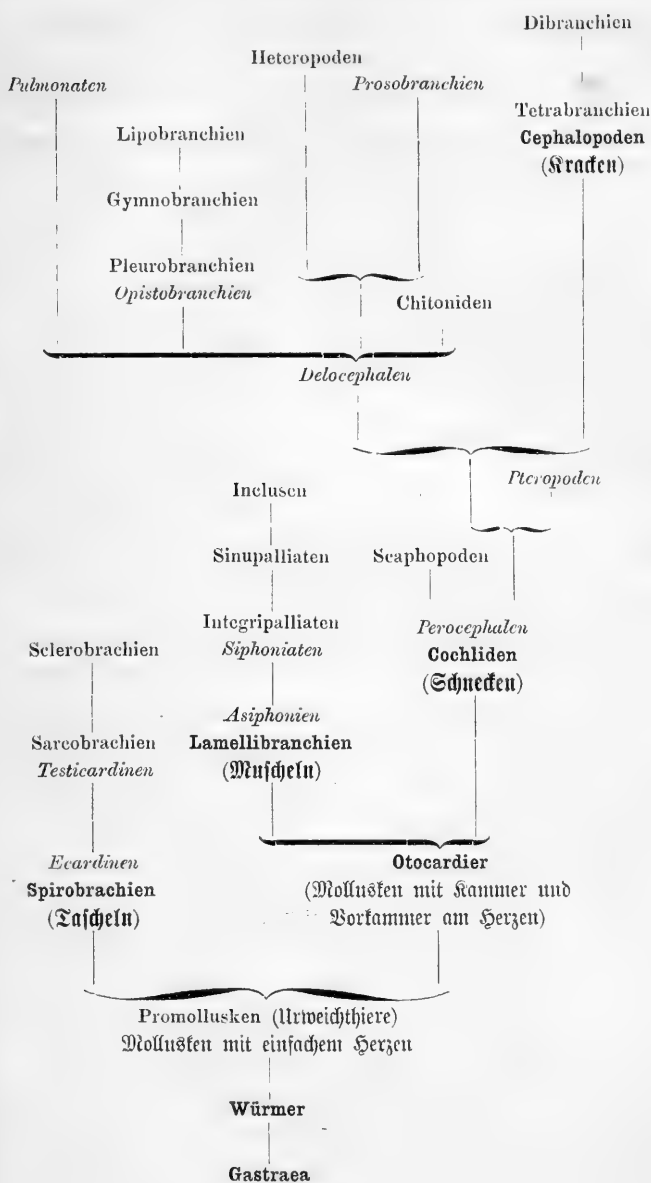 Dibranchien
Heteropoden
Pulmonaten
Prosobranchien
Lipobranchien
Tetrabranchien
Cephalopoden
(Kracken)
Gymnobranchien
Pleurobranchien
Opistobranchien
Chitoniden
Delocephalen
Pteropoden
Inclusen
Sinupalliaten
Scaphopoden
Integripalliaten
Siphoniaten
Perocephalen
Cochliden
(Schnecken)
Sclerobrachien
Asiphonien
Lamellibranchien
(Muscheln)
Sarcobrachien
Testicardinen
Ecardinen
Spirobrachien
(Tascheln)
Otocardier
(Mollusken mit Kammer und
Vorkammer am Herzen)
Promollusken (Urweichthiere)
Mollusken mit einfachem Herzen
Würmer
Gastraea